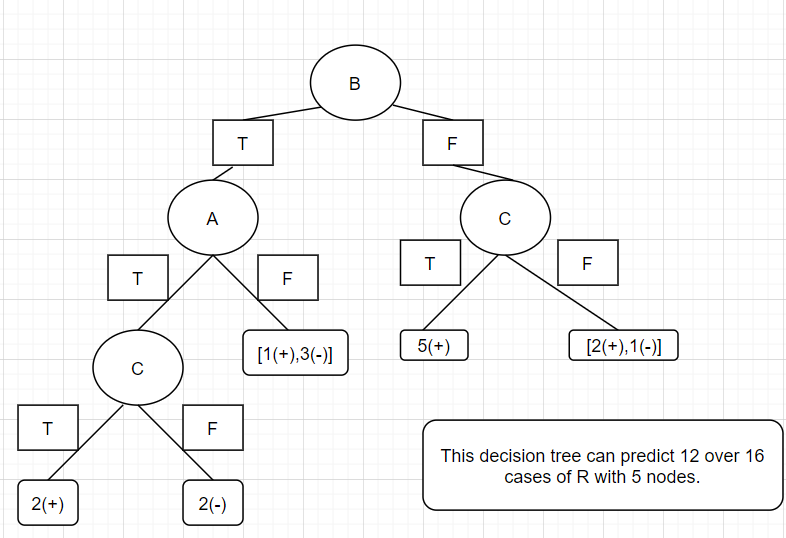 B
T
F
A
C
T
F
T
F
C
[1(+),3(-)]
5(+)
[2(+),1(-)]
T
F
2(+)
2(-)
This decision tree can predict 12 over 16
cases of R with 5 nodes.